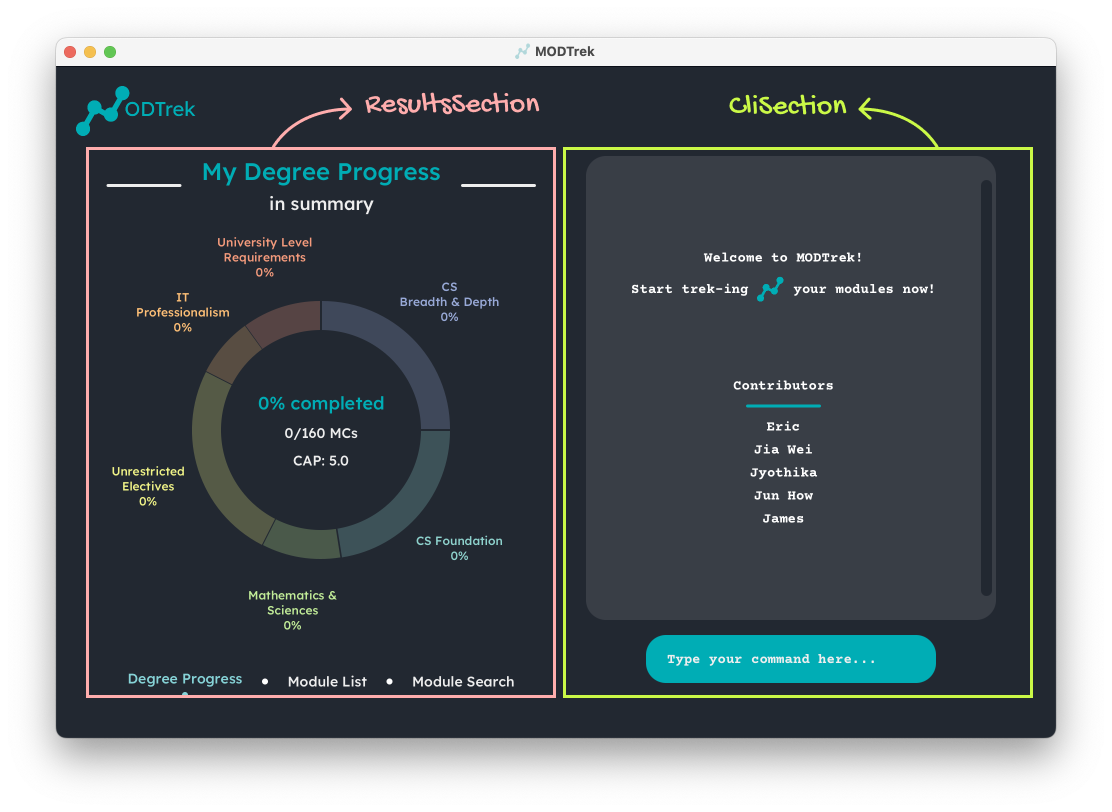 MODTrek
ODTrek
ResultsSection
CliSection
My Degree Progress
in summary
University Level
Requirements
0%
CS
Breadth & Depth
0%
IT
Professionalism
0%
0% completed
0/160 MCs
CAP: 5.0
Unrestricted
Electives
0%
CS Foundation
0%
Mathematics &
Sciences
0%
Degree Progress
Module List
Module Search
Welcome to MODTrek!
Start trek-ing your modules now!
Contributors
Eric
Jia Wei
Jyothika
Jun How
James
Type your command here...